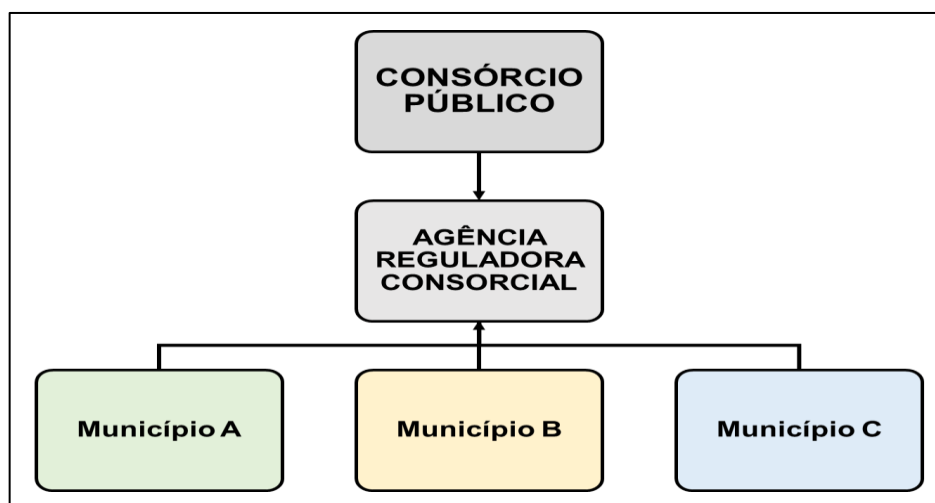 CONSÓRCIO
PÚBLICO
AGÊNCIA
REGULADORA
CONSORCIAL
Município A
Município B
Município C